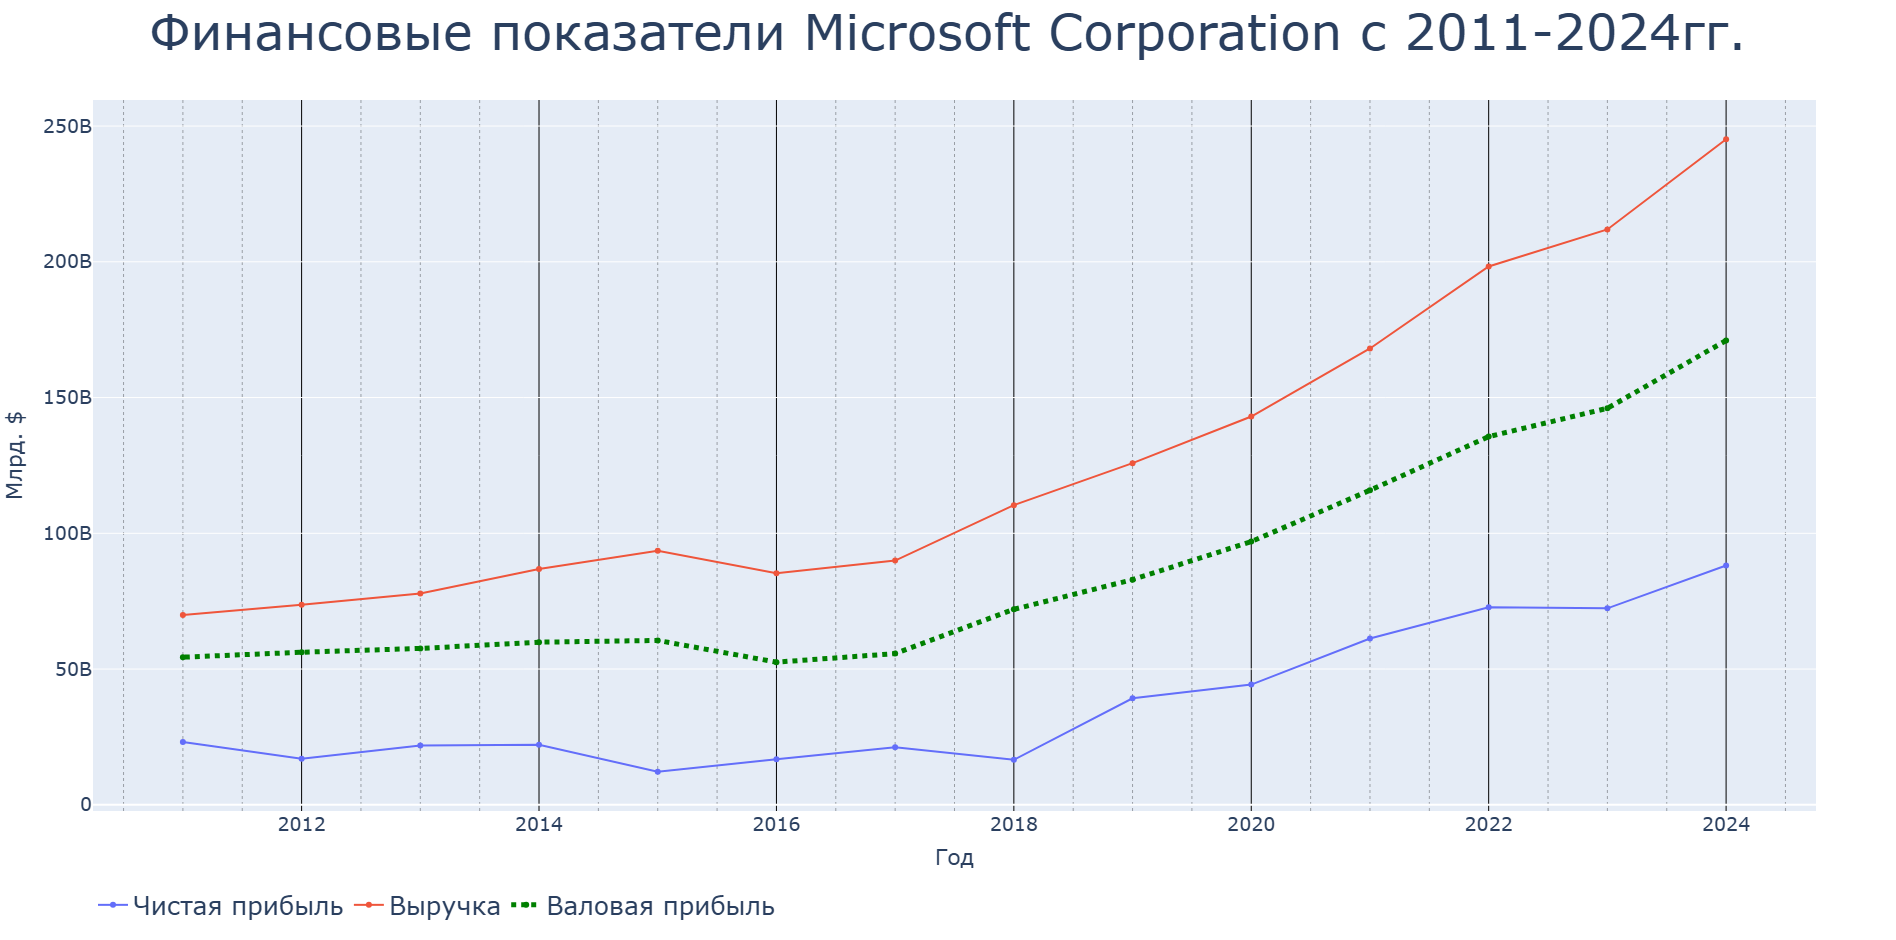 Финансовые показатели Microsoft Corporation с 2011-2024гг.
250B
200B
150B
100B
50B
0
Млрд. $
2012 2014 2016 2018 2020 2022 2024
Год
Чистая прибыль Выручка Валовая прибыль